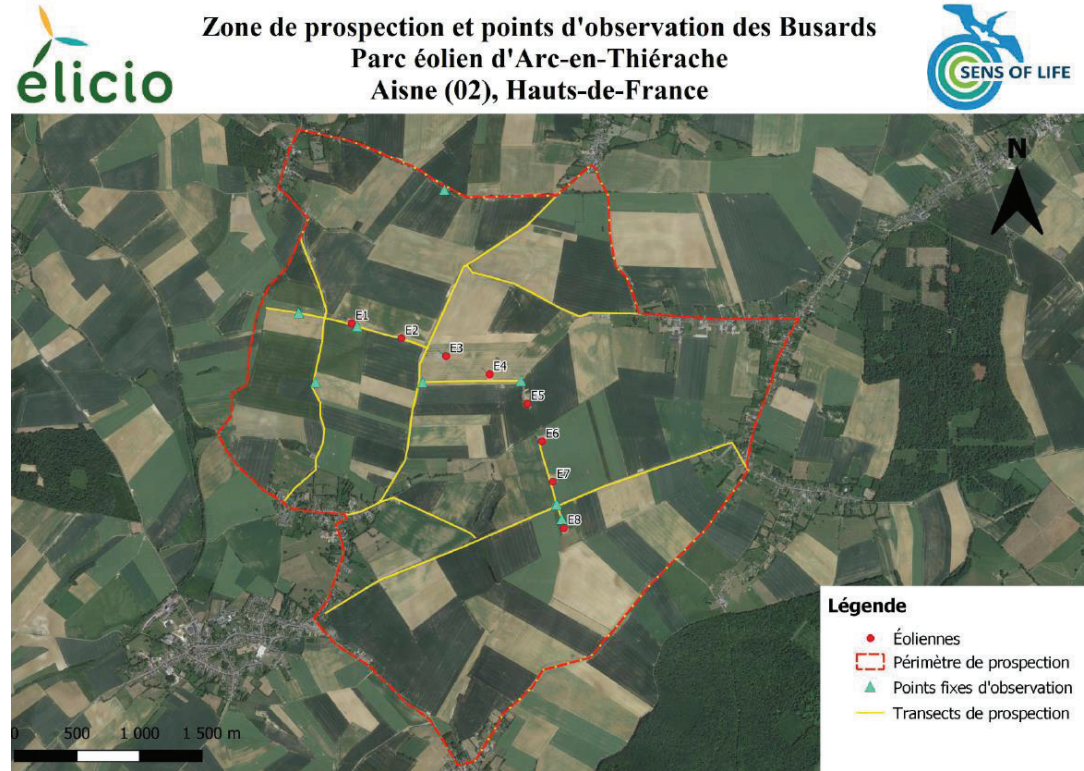 élicio
Zone de prospection et points d'observation des Busards
Parc éolien d'Arc-en-Thiérache
Aisne (02), Hauts-de-France
SENS OF LIFE
N
E1
E2
E3
E4
E5
E6
E7
E8
Légende
Éoliennes
Périmètre de prospection
Points fixes d'observation
Transects de prospection
0 500 1 000 1 500 m